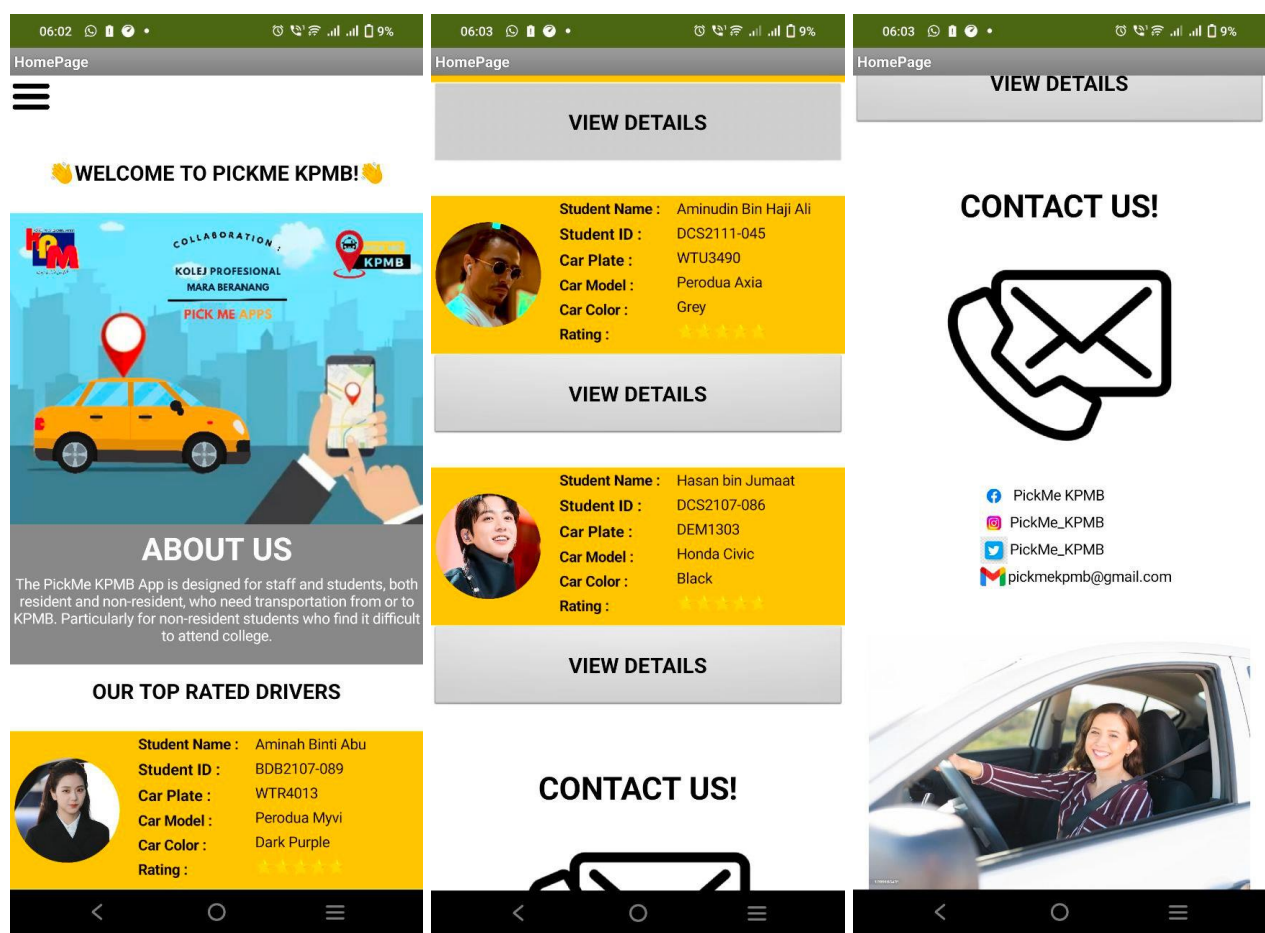 06:02
9%
HomePage
👋WELCOME TO PICKME KPMB!👋
COLLABORATION :
KPMB
KOLEJ PROFESIONAL
MARA BERANANG
PICK ME APPS
ABOUT US
The PickMe KPMB App is designed for staff and students, both
resident and non-resident, who need transportation from or to
KPMB. Particularly for non-resident students who find it difficult
to attend college.
OUR TOP RATED DRIVERS
Student Name : Aminah Binti Abu
Student ID : BDB2107-089
Car Plate : WTR4013
Car Model : Perodua Myvi
Car Color : Dark Purple
Rating :
06:03
9%
HomePage
VIEW DETAILS
Student Name : Aminudin Bin Haji Ali
Student ID : DCS2111-045
Car Plate : WTU3490
Car Model : Perodua Axia
Car Color : Grey
Rating :
VIEW DETAILS
Student Name : Hasan bin Jumaat
Student ID : DCS2107-086
Car Plate : DEM1303
Car Model : Honda Civic
Car Color : Black
Rating :
VIEW DETAILS
CONTACT US!
06:03
9%
HomePage
VIEW DETAILS
CONTACT US!
PickMe KPMB
PickMe_KPMB
PickMe_KPMB
pickmekpmb@gmail.com